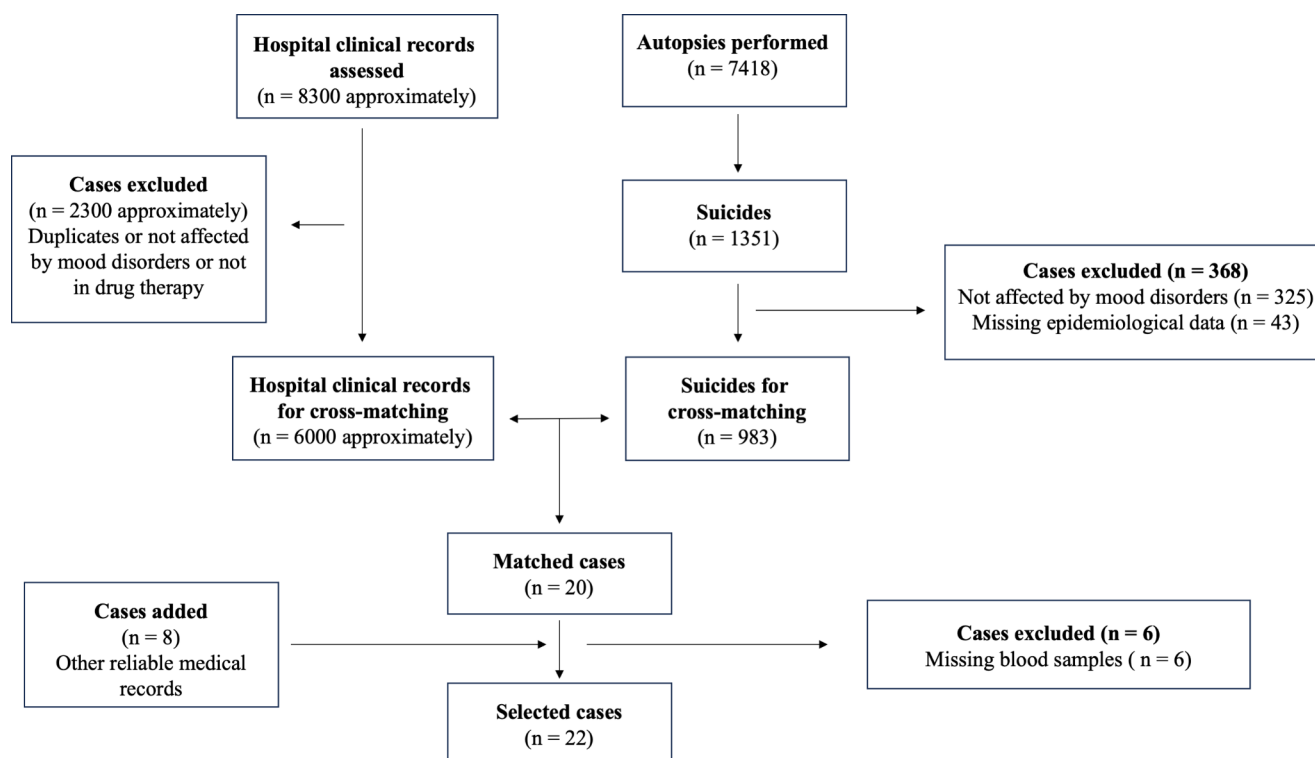 Hospital clinical records
assessed
(n = 8300 approximately)
Autopsies performed
(n = 7418)
Cases excluded
(n = 2300 approximately)
Duplicates or not affected
by mood disorders or not
in drug therapy
Suicides
(n = 1351)
Cases excluded (n = 368)
Not affected by mood disorders (n = 325)
Missing epidemiological data (n = 43)
Hospital clinical records
for cross-matching
(n = 6000 approximately)
Suicides for
cross-matching
(n = 983)
Matched cases
(n = 20)
Cases added
(n = 8)
Other reliable medical
records
Cases excluded (n = 6)
Missing blood samples ( n = 6)
Selected cases
(n = 22)